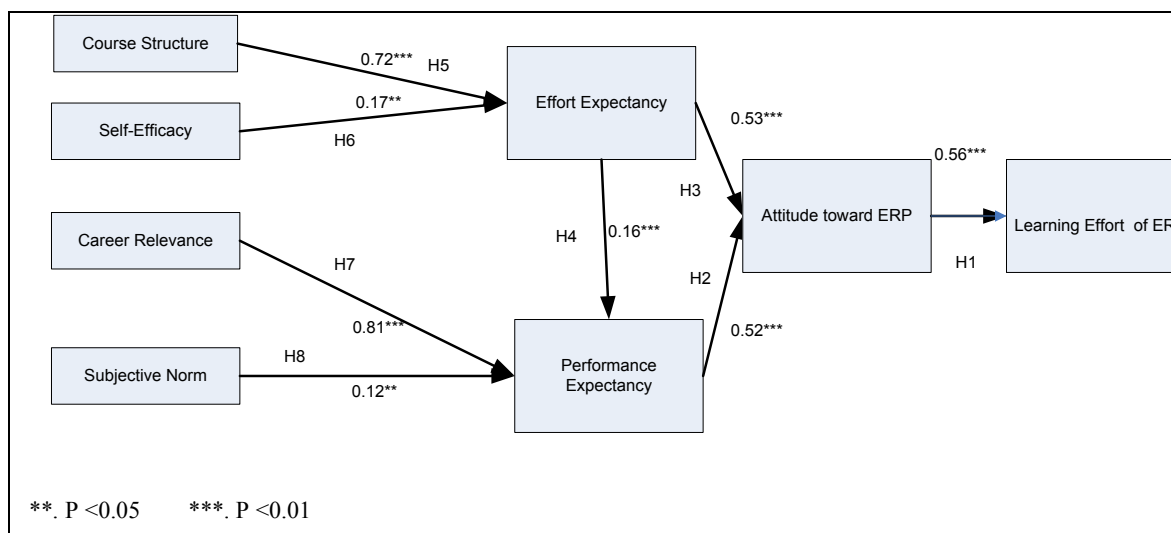 Course Structure
0.72***
H5
Self-Efficacy
0.17**
H6
Effort Expectancy
0.53***
H3
H4
0.16***
Career Relevance
H7
0.81***
Subjective Norm
H8
0.12**
Performance
Expectancy
H2
0.52***
Attitude toward ERP
0.56***
H1
Learning Effort of ER
**. P <0.05 ***. P <0.01